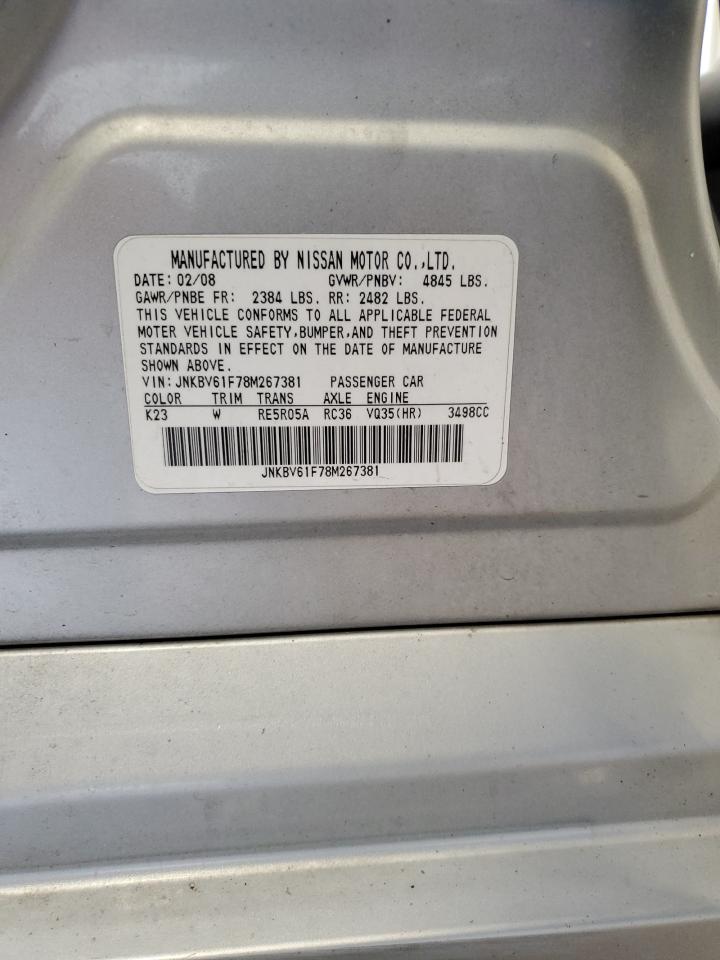 MANUFACTURED BY NISSAN MOTOR CO.,LTD.
DATE: 02/08 GVWR/PNBV: 4845 LBS.
GAWR/PNBE FR: 2384 LBS. RR: 2482 LBS.
THIS VEHICLE CONFORMS TO ALL APPLICABLE FEDERAL
MOTER VEHICLE SAFETY,BUMPER,AND THEFT PREVENTION
STANDARDS IN EFFECT ON THE DATE OF MANUFACTURE
SHOWN ABOVE.
VIN: JNKBV61F78M267381 PASSENGER CAR
COLOR TRIM TRANS AXLE ENGINE
K23 W RE5R05A RC36 VQ35(HR) 3498CC
JNKBV61F78M267381